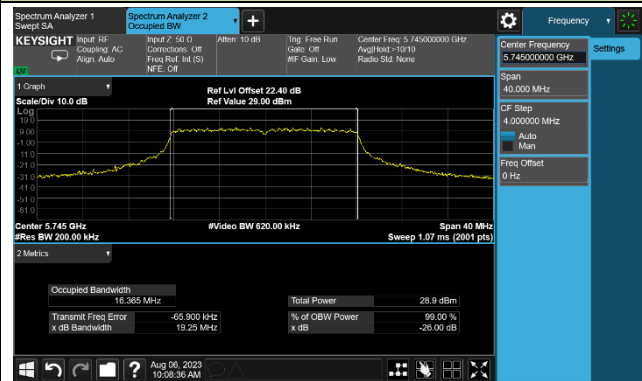 Spectrum Analyzer 1
Swept SA
Spectrum Analyzer 2
Occupied BW
Frequency
KEYSIGHT
Input: RF
Coupling: AC
Align: Auto
Input Z: 50 Ω
Corrections: Off
Freq Ref: Int (S)
NFE: Off
Atten: 10 dB
Trig: Free Run
Gate: Off
#IF Gain: Low
Center Freq: 5.745000000 GHz
Avg|Hold:>10/10
Radio Std: None
Center Frequency
5.745000000 GHz
Settings
Span
40.000 MHz
CF Step
4.000000 MHz
Auto
Man
Freq Offset
0 Hz
1 Graph
Scale/Div 10.0 dB
Ref Lvl Offset 22.40 dB
Ref Value 29.00 dBm
Log
19.0
9.00
-1.00
-11.0
-21.0
-31.0
-41.0
-51.0
-61.0
Center 5.745 GHz
#Video BW 620.00 kHz
Span 40 MHz
#Res BW 200.00 kHz
Sweep 1.07 ms (2001 pts)
2 Metrics
Occupied Bandwidth
16.365 MHz
Total Power 28.9 dBm
Transmit Freq Error -65.900 kHz
% of OBW Power 99.00 %
x dB Bandwidth 19.25 MHz
x dB -26.00 dB
Aug 06, 2023
10:08:36 AM